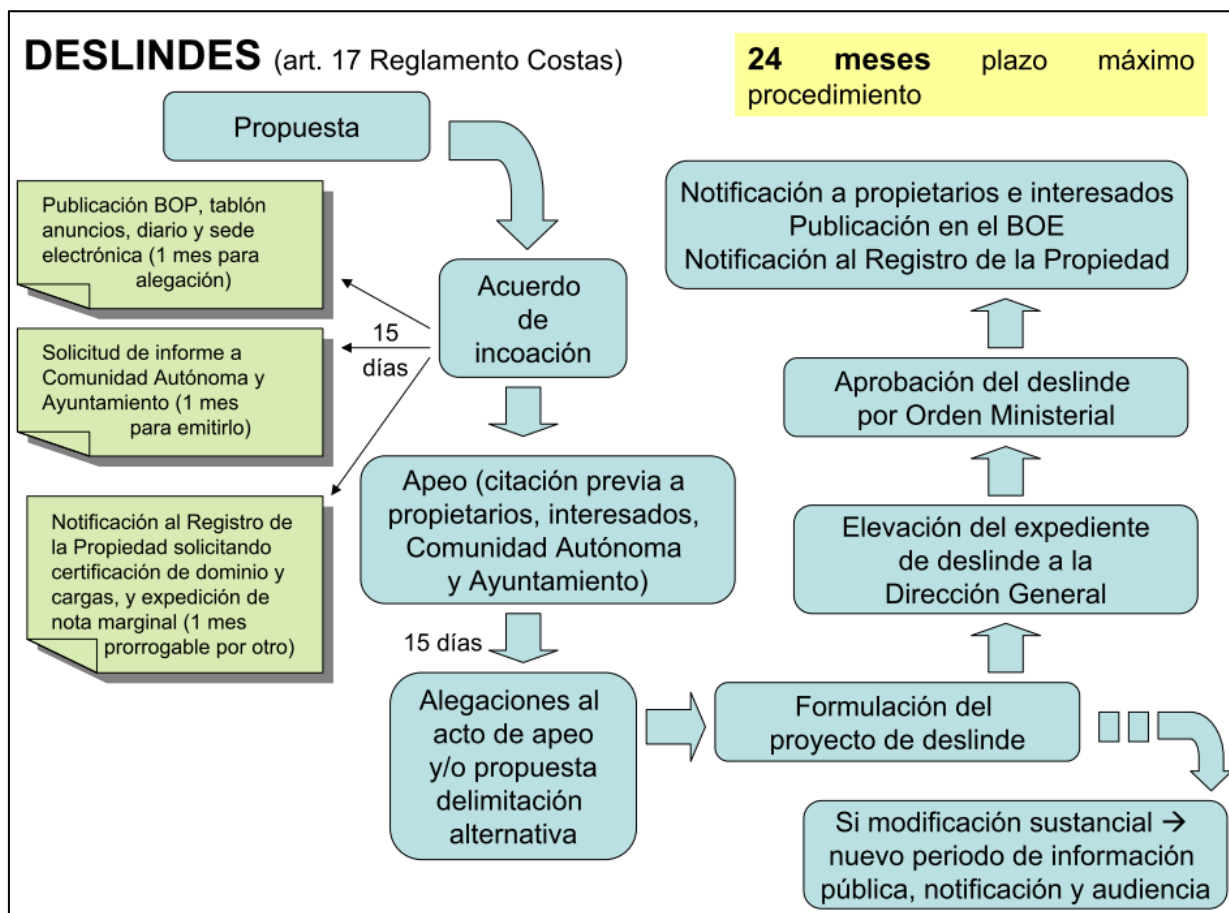 DESLINDES (art. 17 Reglamento Costas)
24 meses plazo máximo
procedimiento
Propuesta
Publicación BOP, tablón
anuncios, diario y sede
electrónica (1 mes para
alegación)
Acuerdo
de
incoación
15
días
Solicitud de informe a
Comunidad Autónoma y
Ayuntamiento (1 mes
para emitirlo)
Notificación al Registro de
la Propiedad solicitando
certificación de dominio y
cargas, y expedición de
nota marginal (1 mes
prorrogable por otro)
Apeo (citación previa a
propietarios, interesados,
Comunidad Autónoma
y Ayuntamiento)
15 días
Alegaciones al
acto de apeo
y/o propuesta
delimitación
alternativa
Formulación del
proyecto de deslinde
Si modificación sustancial →
nuevo periodo de información
pública, notificación y audiencia
Elevación del expediente
de deslinde a la
Dirección General
Aprobación del deslinde
por Orden Ministerial
Notificación a propietarios e interesados
Publicación en el BOE
Notificación al Registro de la Propiedad